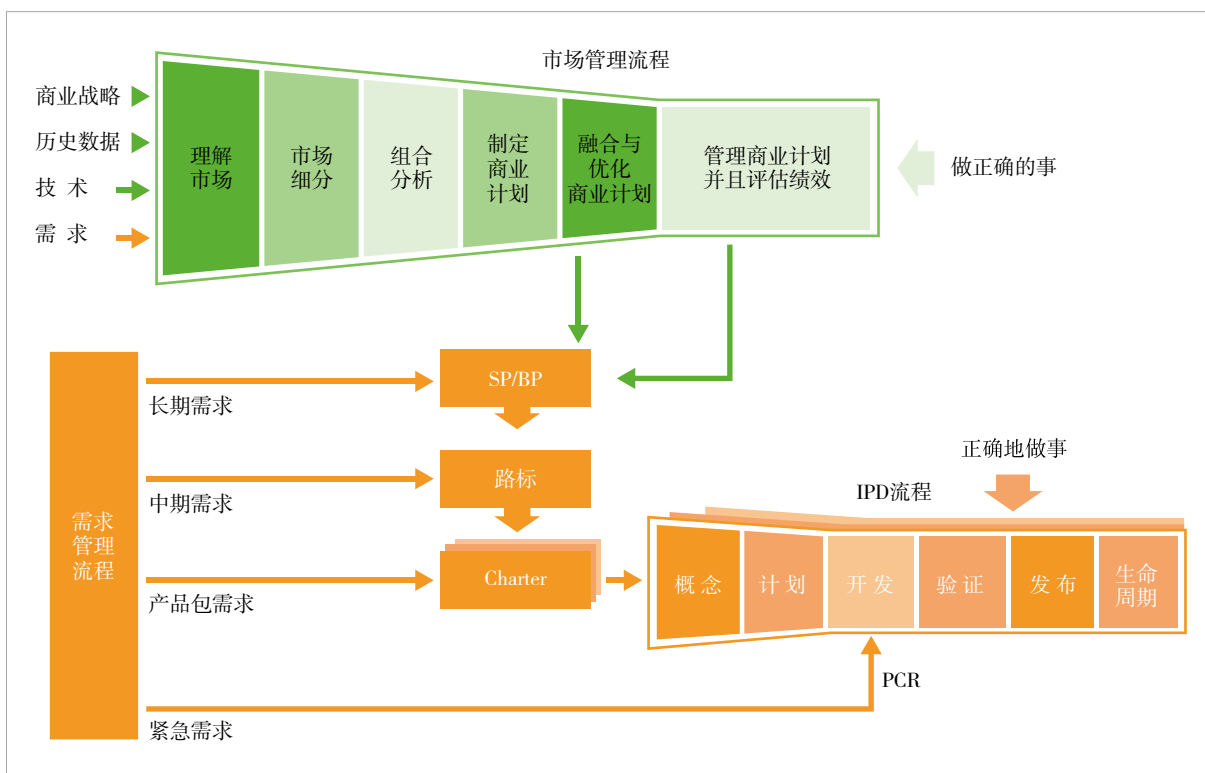 市场管理流程
商业战略
历史数据
技 术
需 求
理解
市场
市场
细分
组合
分析
制定
商业
计划
融合与
优化
商业计划
管理商业计划
并且评估绩效
做正确的事
需求
管理
流程
长期需求
SP/BP
中期需求
路标
产品包需求
Charter
紧急需求
正确地做事
IPD流程
概 念
计 划
开 发
验 证
发 布
生命
周期
PCR